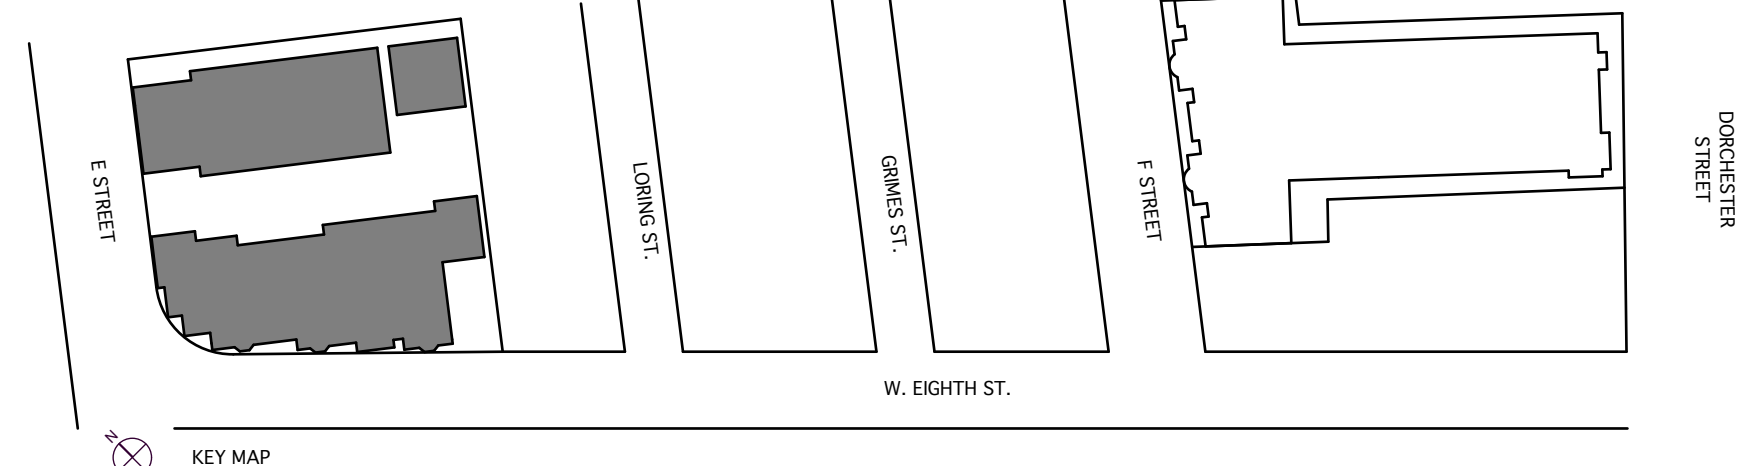 E STREET
LORING ST.
GRIMES ST.
F STREET
DORCHESTER
STREET
W. EIGHTH ST.
N
KEY MAP